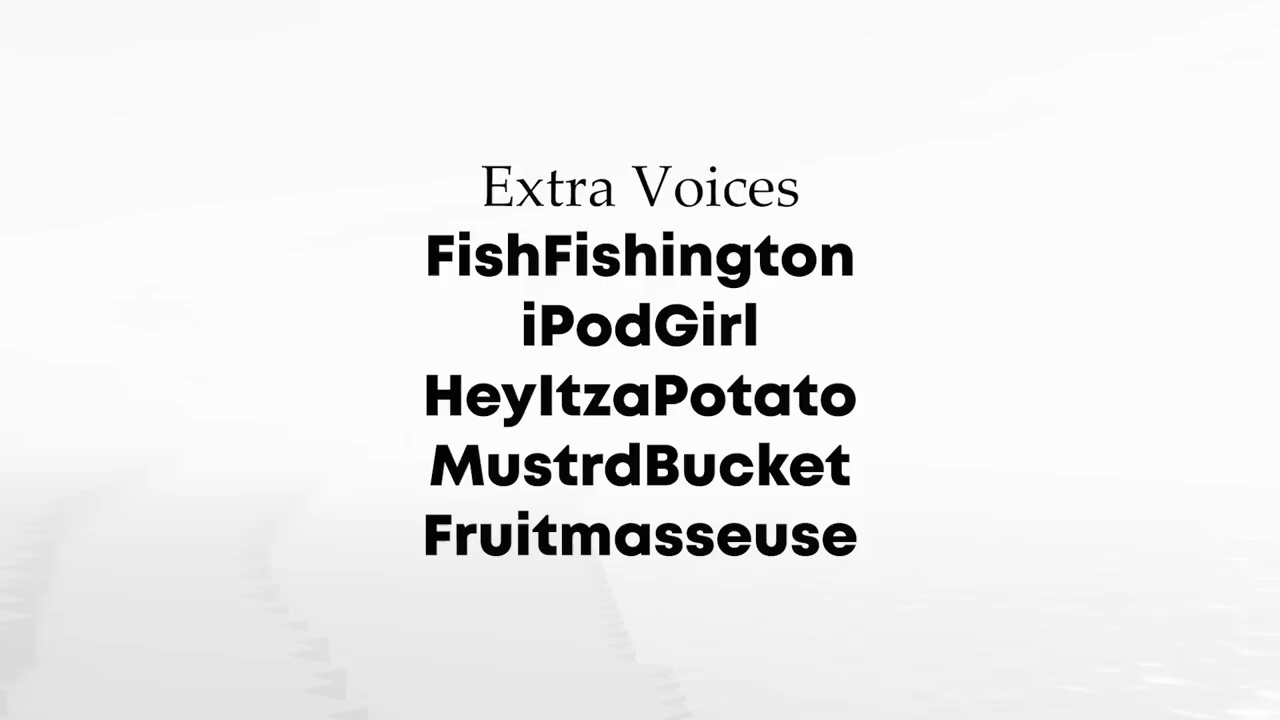 Extra Voices
FishFishington
iPodGirl
HeyItzaPotato
MustrdBucket
Fruitmasseuse